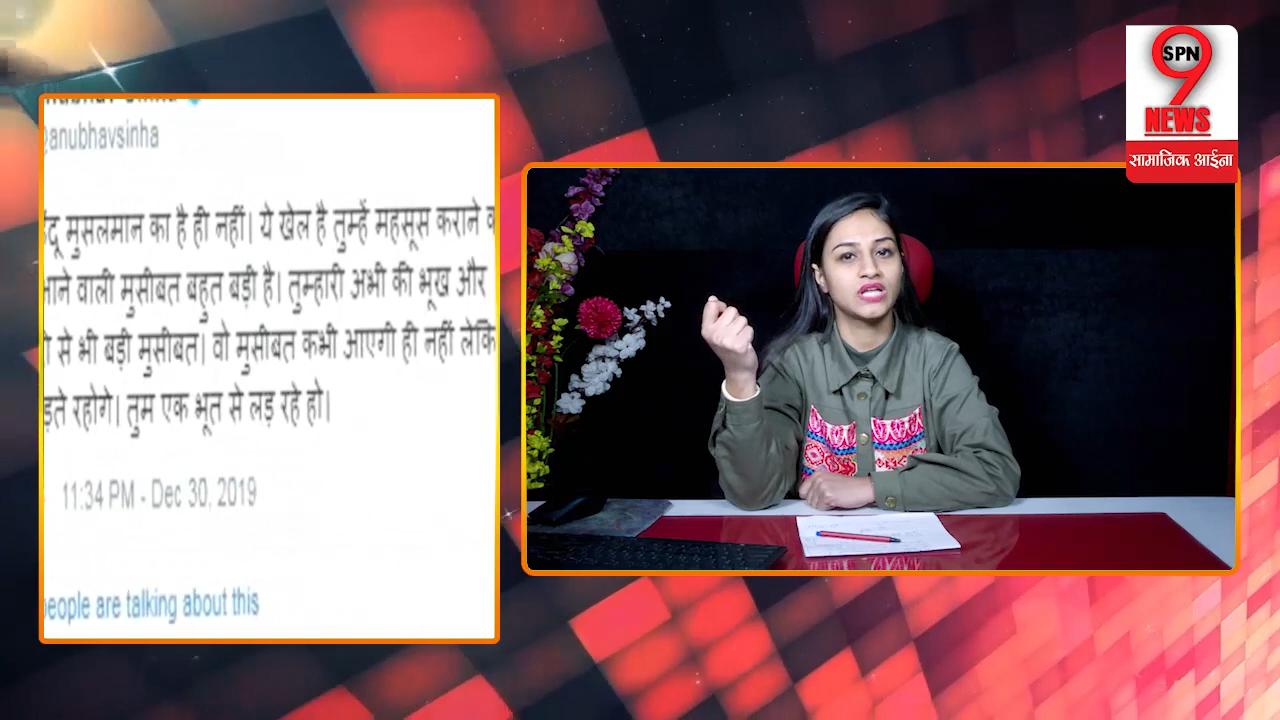 @anubhavsinha
मुसलमान का है ही नहीं। ये खेल है तुम्हें महसूस कराने
वाली मुसीबत बहुत बड़ी है। तुम्हारी अभी की भूख और
से भी बड़ी मुसीबत। वो मुसीबत कभी आएगी ही नहीं
रहोगे। तुम एक भूत से लड़ रहे हो।
11:34 PM - Dec 30, 2019
people are talking about this
SPN
9
NEWS
सामाजिक आईना